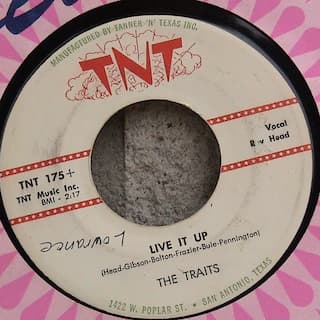 MANUFACTURED BY TANNER 'N' TEXAS INC.
TNT
TNT 175+
TNT Music Inc.
BMI - 2:17
Vocal
Roy Head
Lowrance
LIVE IT UP
(Head-Gibson-Bolton-Frazier-Buie-Pennington)
THE TRAITS
1422 W. POPLAR ST. • SAN ANTONIO, TEXAS